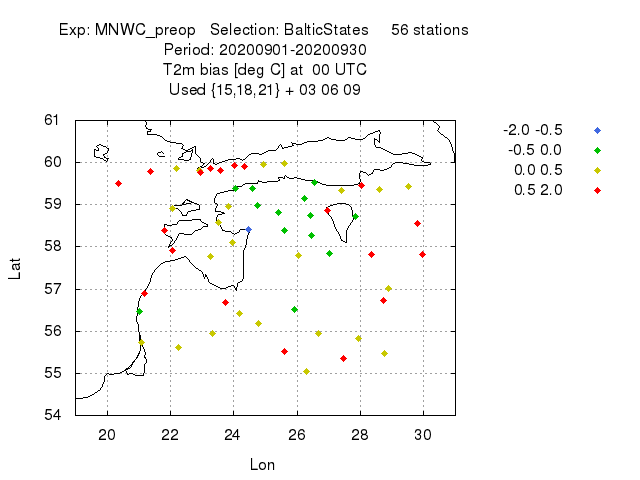 Exp: MNWC_preop   Selection: BalticStates     56 stations
Period: 20200901-20200930
T2m bias [deg C] at  00 UTC
Used {15,18,21} + 03 06 09
61
60
59
58
57
56
55
54
20 22 24 26 28 30
Lat
Lon
-2.0 -0.5
-0.5 0.0
0.0 0.5
0.5 2.0